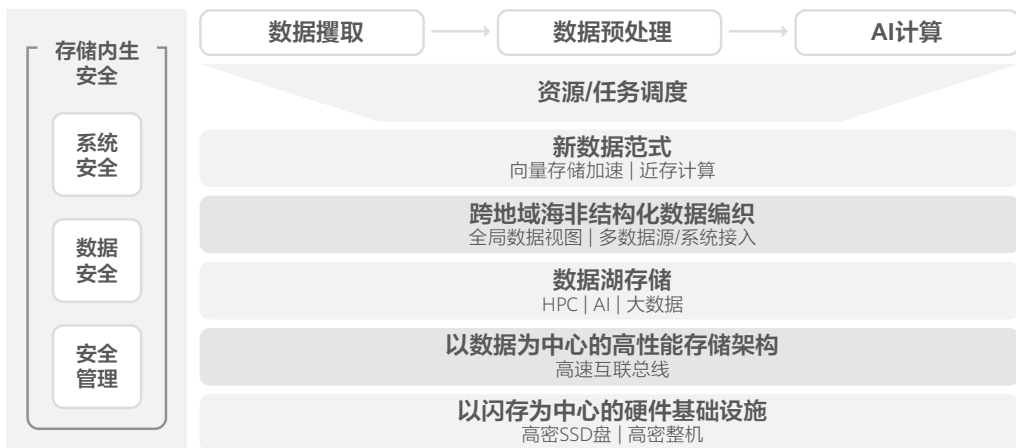 存储内生
安全
系统
安全
数据
安全
安全
管理
数据攫取
数据预处理
AI计算
资源/任务调度
新数据范式
向量存储加速 | 近存计算
跨地域海非结构化数据编织
全局数据视图 | 多数据源/系统接入
数据湖存储
HPC | AI | 大数据
以数据为中心的高性能存储架构
高速互联总线
以闪存为中心的硬件基础设施
高密SSD盘 | 高密整机